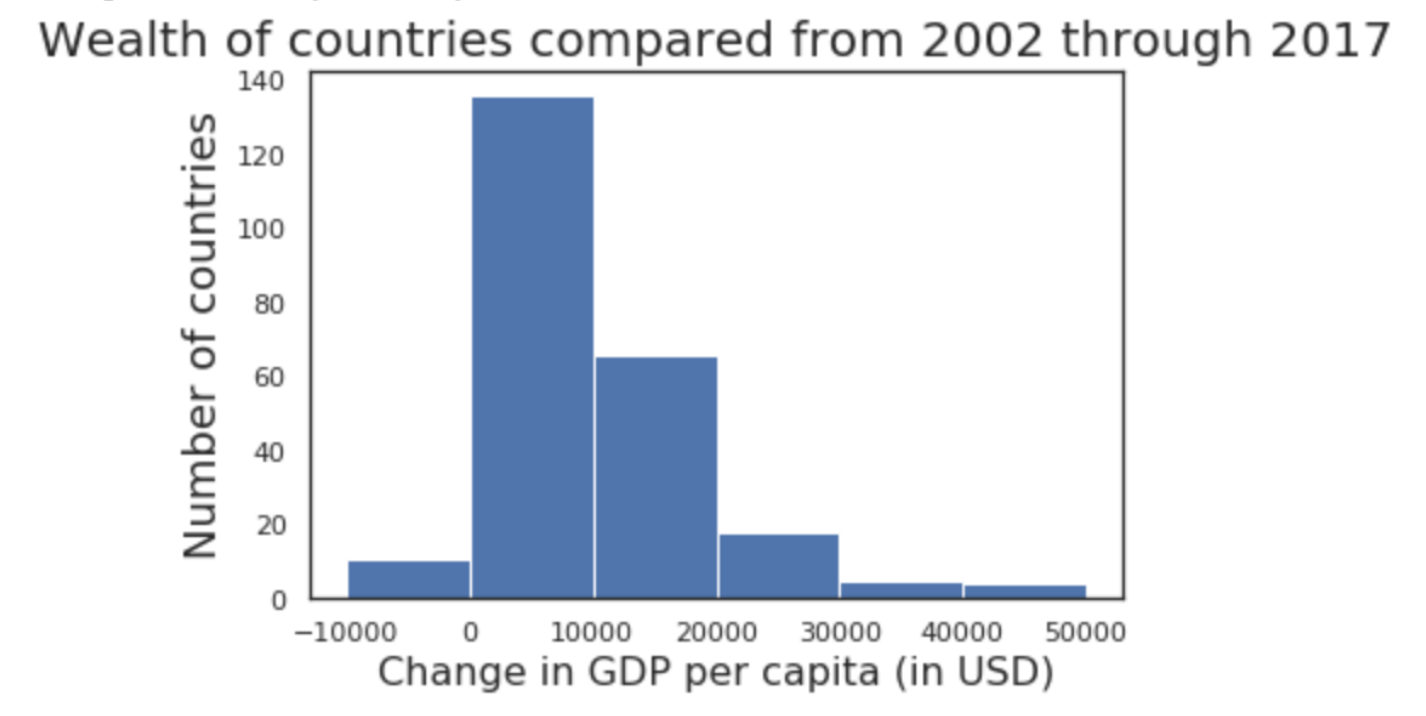 Wealth of countries compared from 2002 through 2017
140
120
100
80
60
40
20
0
Number of countries
−10000 0 10000 20000 30000 40000 50000
Change in GDP per capita (in USD)